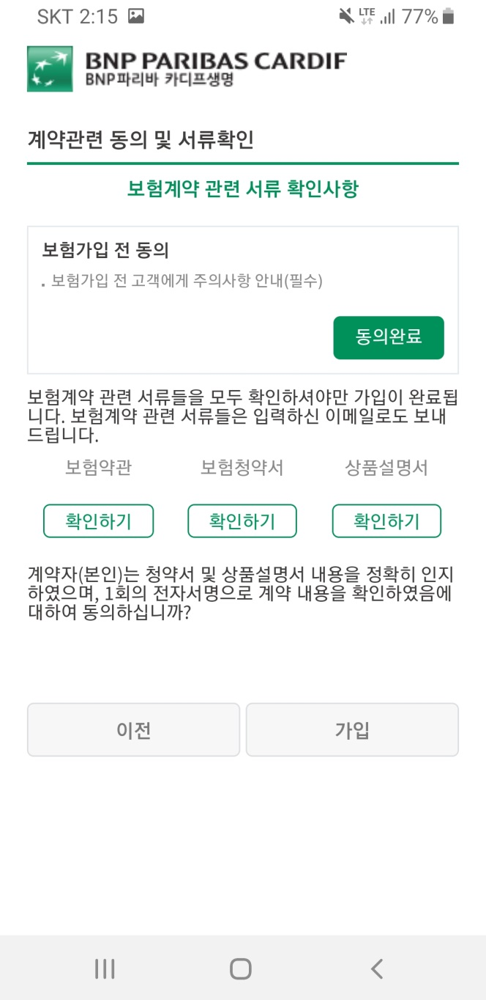 SKT 2:15
LTE 77%
BNP PARIBAS CARDIF
BNP파리바 카디프생명
계약관련 동의 및 서류확인
보험계약 관련 서류 확인사항
보험가입 전 동의
. 보험가입 전 고객에게 주의사항 안내(필수)
동의완료
보험계약 관련 서류들을 모두 확인하셔야만 가입이 완료됩
니다. 보험계약 관련 서류들은 입력하신 이메일로도 보내
드립니다.
보험약관 보험청약서 상품설명서
확인하기 확인하기 확인하기
계약자(본인)는 청약서 및 상품설명서 내용을 정확히 인지
하였으며, 1회의 전자서명으로 계약 내용을 확인하였음에
대하여 동의하십니까?
이전 가입